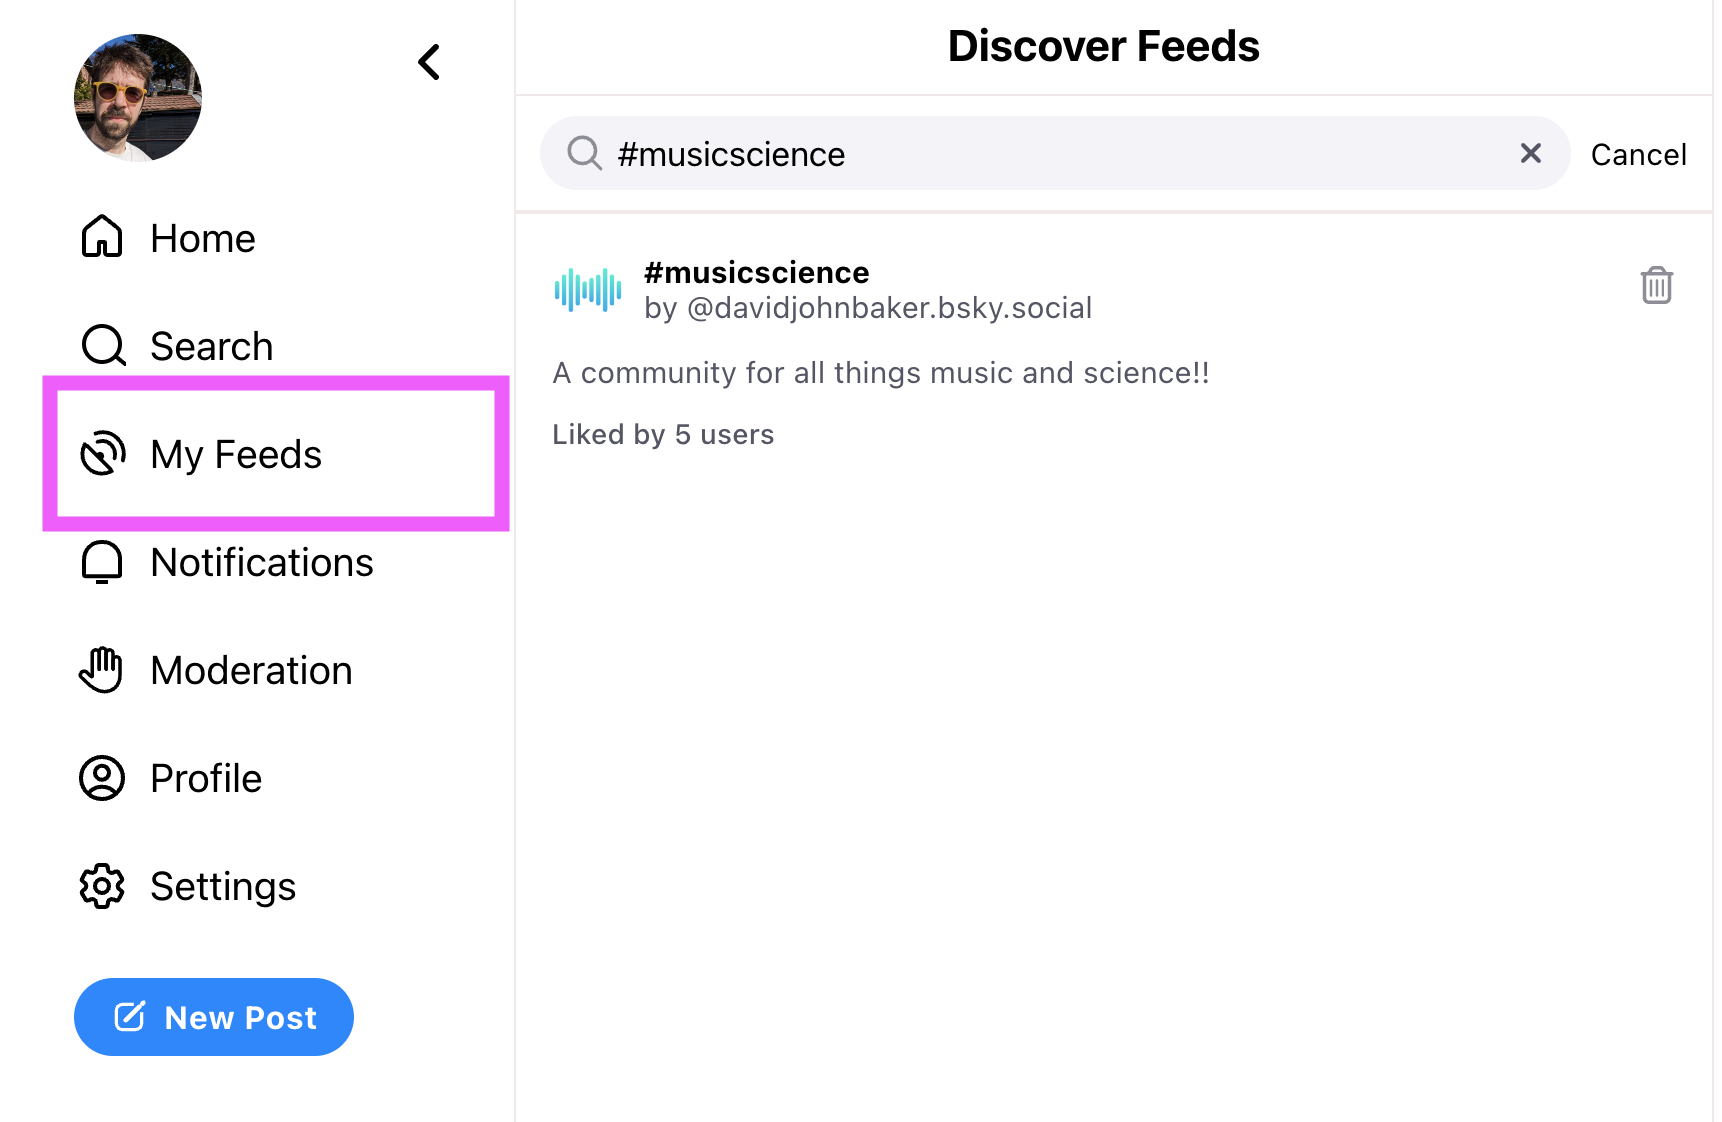 Home
Search
My Feeds
Notifications
Moderation
Profile
Settings
New Post
Discover Feeds
#musicscience
Cancel
#musicscience
by @davidjohnbaker.bsky.social
A community for all things music and science!!
Liked by 5 users